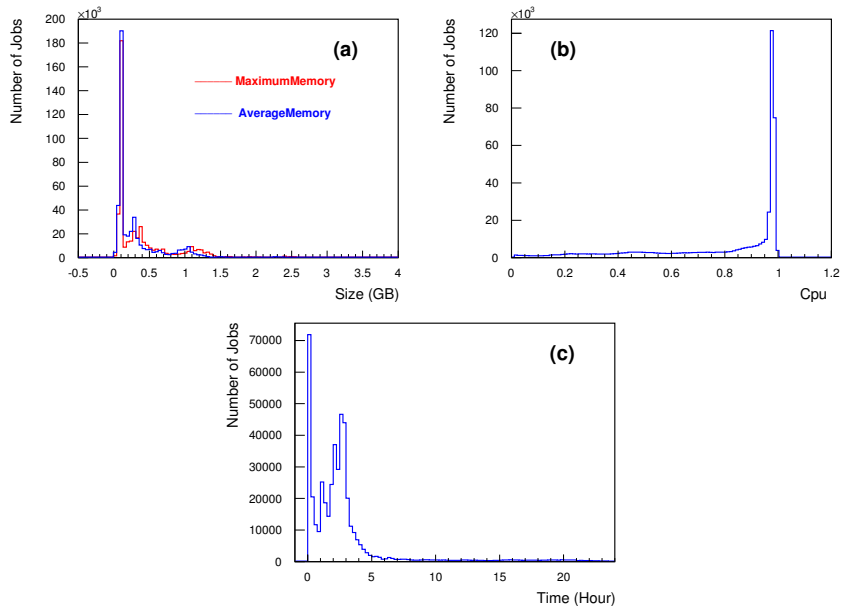 ×10³
200
180
160
140
120
100
80
60
40
20
0
Number of Jobs
(a)
MaximumMemory
AverageMemory
-0.5 0 0.5 1 1.5 2 2.5 3 3.5 4
Size (GB)
×10³
120
100
80
60
40
20
0
Number of Jobs
(b)
0 0.2 0.4 0.6 0.8 1 1.2
Cpu
70000
60000
50000
40000
30000
20000
10000
0
Number of Jobs
(c)
0 5 10 15 20
Time (Hour)